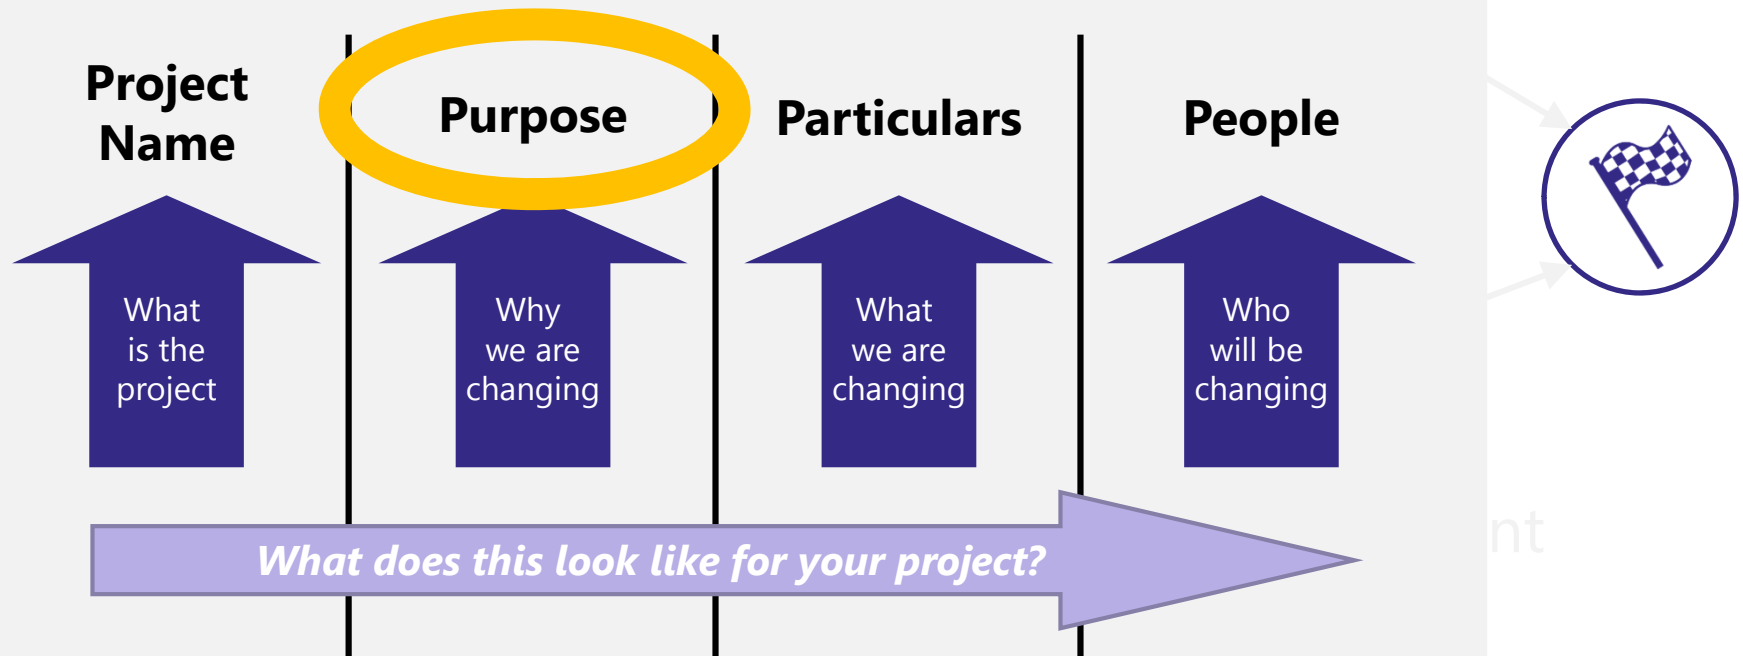 Project
Name
Purpose
Particulars
People
What
is the
project
Why
we are
changing
What
we are
changing
Who
will be
changing
What does this look like for your project?
nt